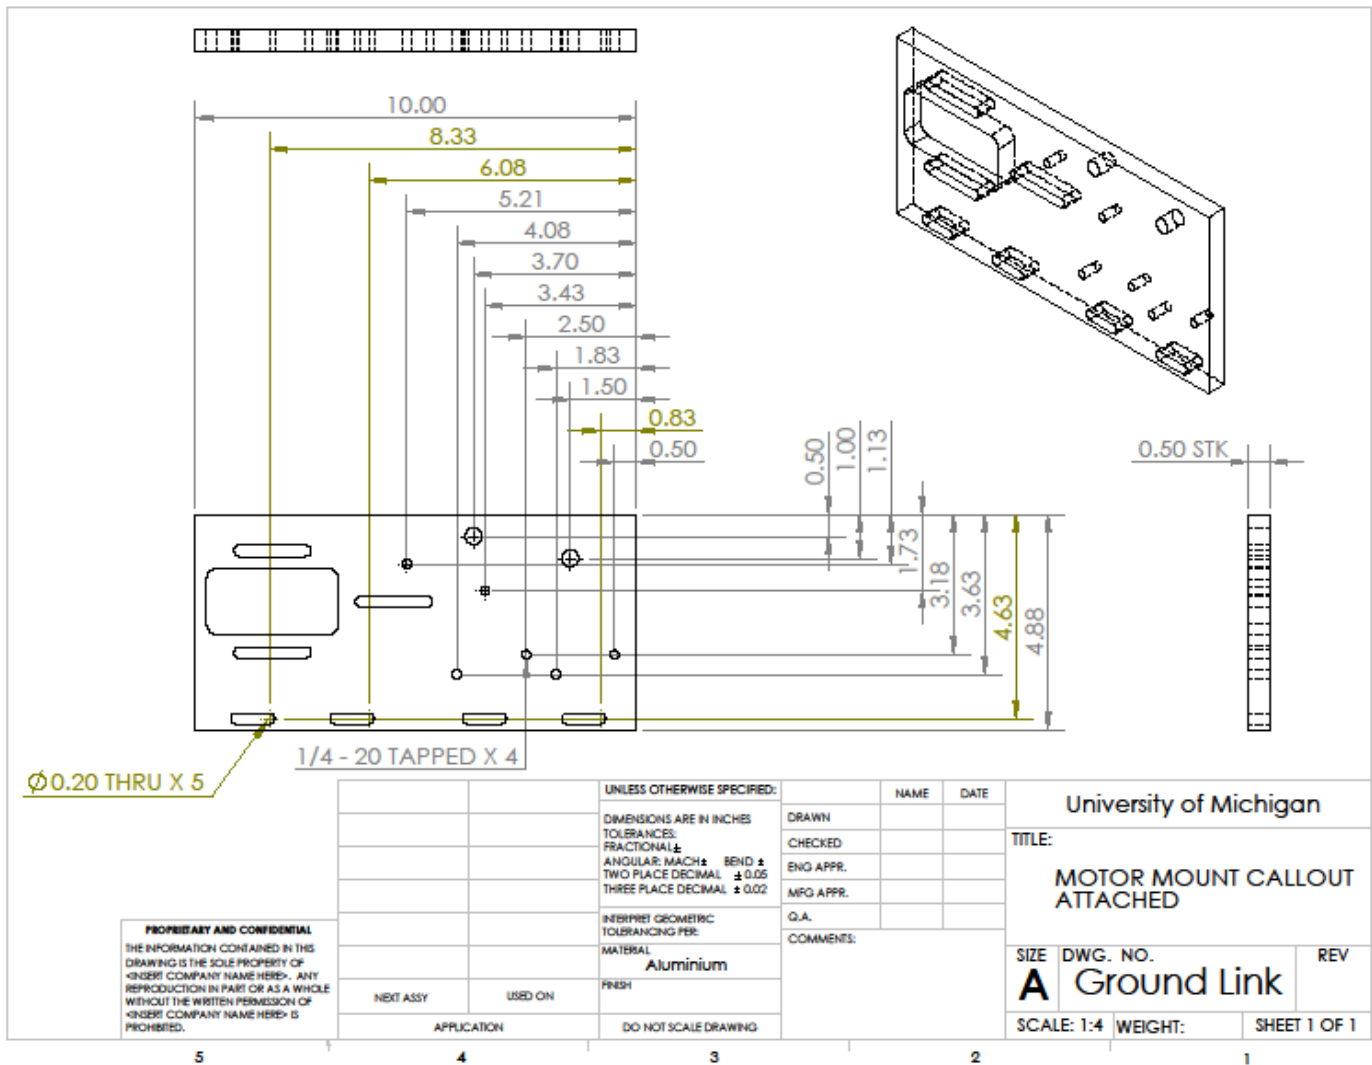 10.00
8.33
6.08
5.21
4.08
3.70
3.43
2.50
1.83
1.50
0.83
0.50
0.50
1.00
1.13
1.73
3.18
3.63
4.63
4.88
0.50 STK
1/4 - 20 TAPPED X 4
Ø0.20 THRU X 5
PROPRIETARY AND CONFIDENTIAL
THE INFORMATION CONTAINED IN THIS
DRAWING IS THE SOLE PROPERTY OF
<INSERT COMPANY NAME HERE>. ANY
REPRODUCTION IN PART OR AS A WHOLE
WITHOUT THE WRITTEN PERMISSION OF
<INSERT COMPANY NAME HERE> IS
PROHIBITED.
NEXT ASSY
USED ON
APPLICATION
UNLESS OTHERWISE SPECIFIED:
DIMENSIONS ARE IN INCHES
TOLERANCES:
FRACTIONAL±
ANGULAR: MACH± BEND ±
TWO PLACE DECIMAL ±0.05
THREE PLACE DECIMAL ±0.02
INTERPRET GEOMETRIC
TOLERANCING PER:
MATERIAL
Aluminium
FINISH
DO NOT SCALE DRAWING
NAME
DATE
DRAWN
CHECKED
ENG APPR.
MFG APPR.
Q.A.
COMMENTS:
University of Michigan
TITLE:
MOTOR MOUNT CALLOUT
ATTACHED
SIZE
A
DWG. NO.
Ground Link
REV
SCALE: 1:4
WEIGHT:
SHEET 1 OF 1
5
4
3
2
1